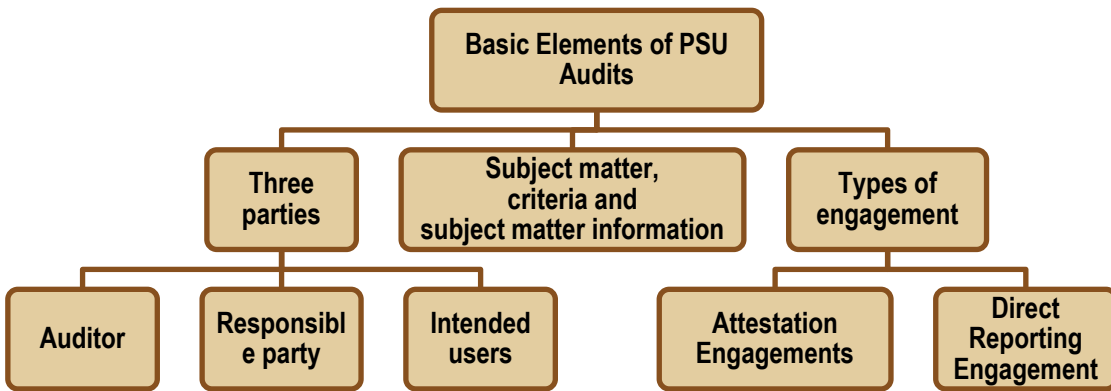 Basic Elements of PSU
Audits
Three
parties
Subject matter,
criteria and
subject matter information
Types of
engagement
Auditor
Responsibl
e party
Intended
users
Attestation
Engagements
Direct
Reporting
Engagement